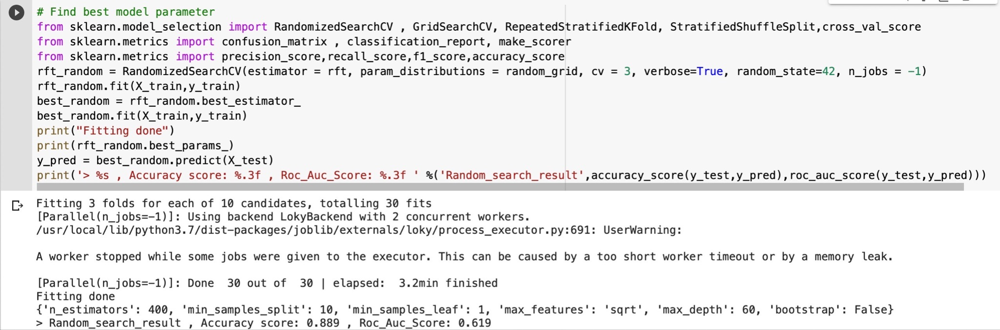 # Find best model parameter
from sklearn.model_selection import RandomizedSearchCV , GridSearchCV, RepeatedStratifiedKFold, StratifiedShuffleSplit,cross_val_score
from sklearn.metrics import confusion_matrix , classification_report, make_scorer
from sklearn.metrics import precision_score,recall_score,f1_score,accuracy_score
rft_random = RandomizedSearchCV(estimator = rft, param_distributions = random_grid, cv = 3, verbose=True, random_state=42, n_jobs = -1)
rft_random.fit(X_train,y_train)
best_random = rft_random.best_estimator_
best_random.fit(X_train,y_train)
print("Fitting done")
print(rft_random.best_params_)
y_pred = best_random.predict(X_test)
print('> %s , Accuracy score: %.3f , Roc_Auc_Score: %.3f ' %('Random_search_result',accuracy_score(y_test,y_pred),roc_auc_score(y_test,y_pred)))
Fitting 3 folds for each of 10 candidates, totalling 30 fits
[Parallel(n_jobs=-1)]: Using backend LokyBackend with 2 concurrent workers.
/usr/local/lib/python3.7/dist-packages/joblib/externals/loky/process_executor.py:691: UserWarning:
A worker stopped while some jobs were given to the executor. This can be caused by a too short worker timeout or by a memory leak.
[Parallel(n_jobs=-1)]: Done  30 out of  30 | elapsed:  3.2min finished
Fitting done
{'n_estimators': 400, 'min_samples_split': 10, 'min_samples_leaf': 1, 'max_features': 'sqrt', 'max_depth': 60, 'bootstrap': False}
> Random_search_result , Accuracy score: 0.889 , Roc_Auc_Score: 0.619